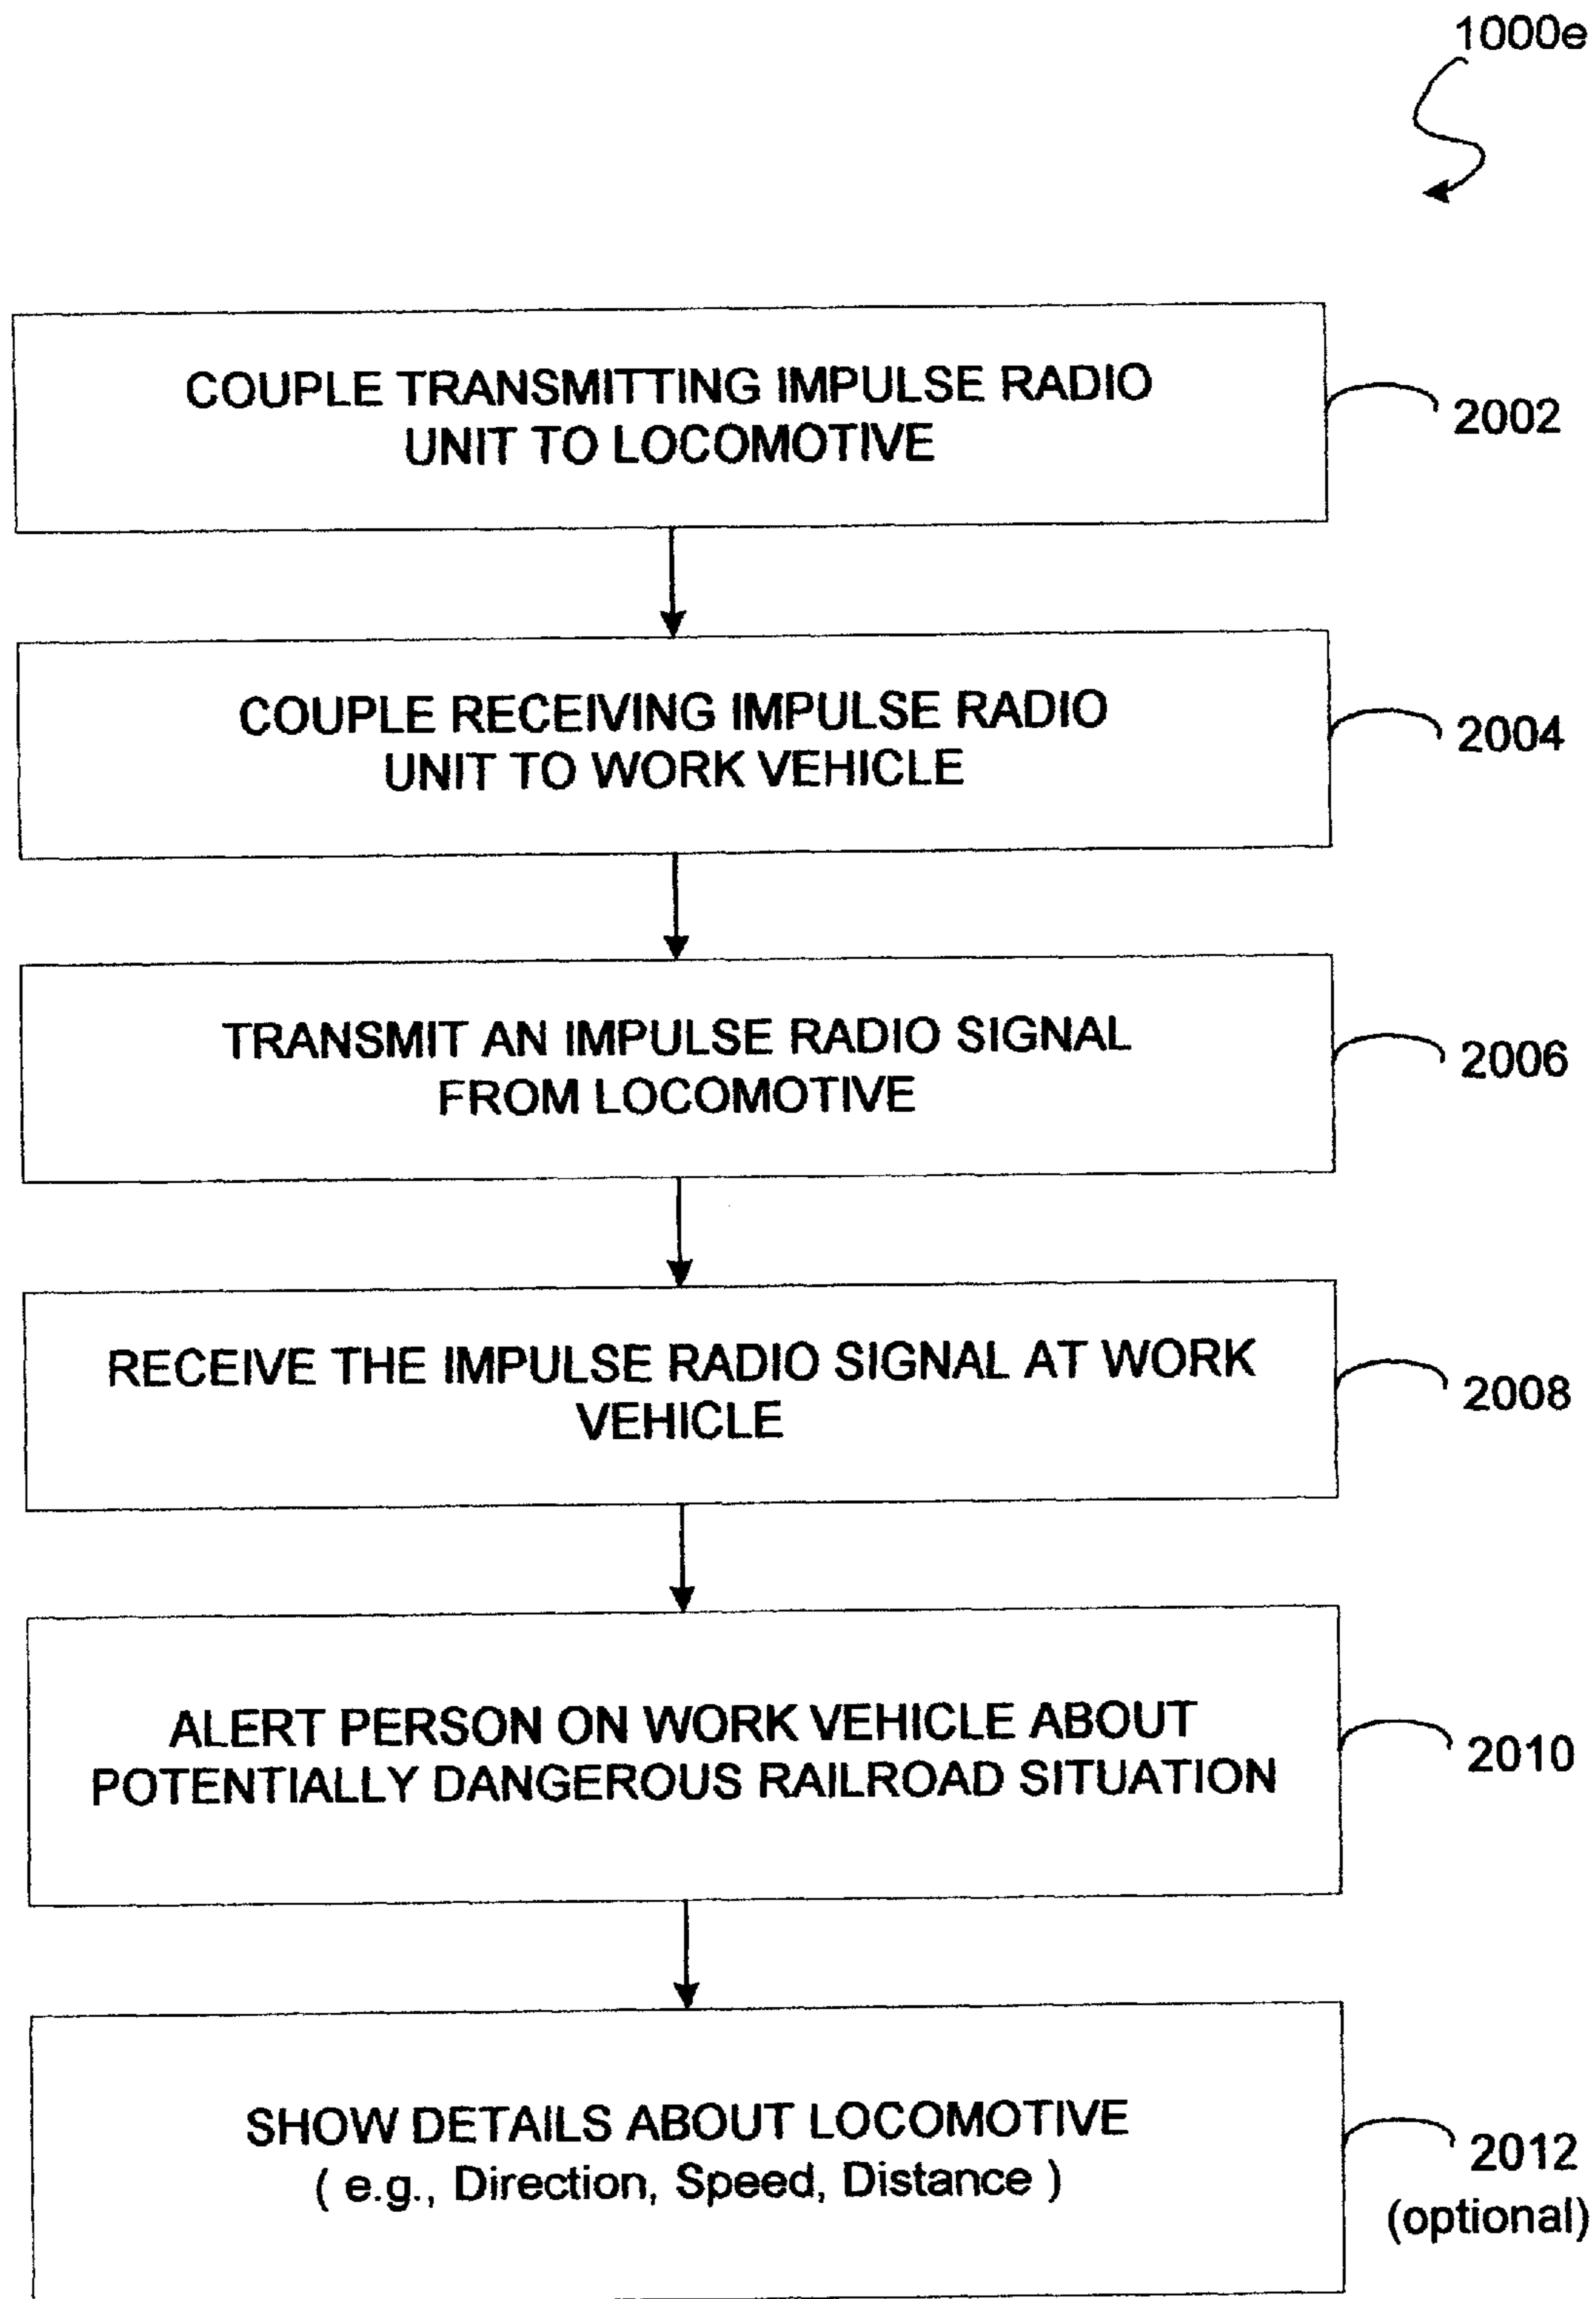 1000e
COUPLE TRANSMITTING IMPULSE RADIO
UNIT TO LOCOMOTIVE
2002
COUPLE RECEIVING IMPULSE RADIO
UNIT TO WORK VEHICLE
2004
TRANSMIT AN IMPULSE RADIO SIGNAL
FROM LOCOMOTIVE
2006
RECEIVE THE IMPULSE RADIO SIGNAL AT WORK
VEHICLE
2008
ALERT PERSON ON WORK VEHICLE ABOUT
POTENTIALLY DANGEROUS RAILROAD SITUATION
2010
SHOW DETAILS ABOUT LOCOMOTIVE
( e.g., Direction, Speed, Distance )
2012
(optional)